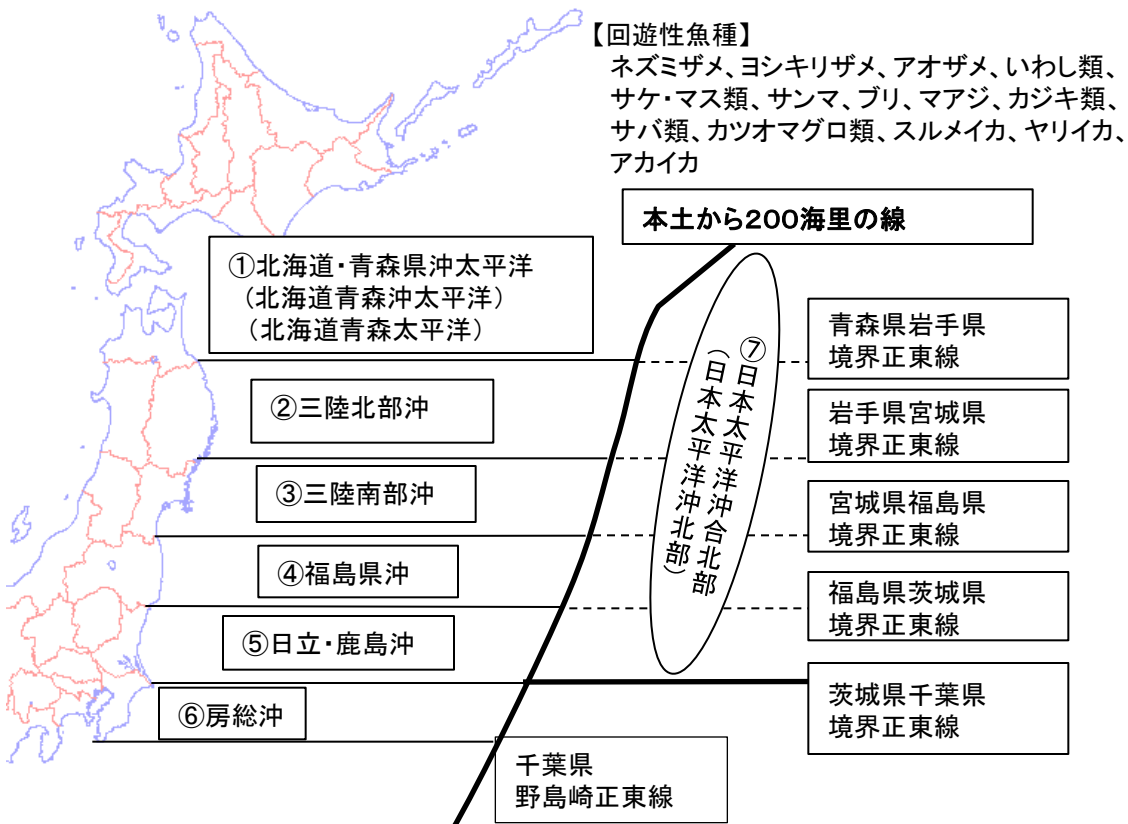 【回遊性魚種】
ネズミザメ、ヨシキリザメ、アオザメ、いわし類、
サケ・マス類、サンマ、ブリ、マアジ、カジキ類、
サバ類、カツオマグロ類、スルメイカ、ヤリイカ、
アカイカ
本土から200海里の線
①北海道・青森県沖太平洋
(北海道青森沖太平洋)
(北海道青森太平洋)
青森県岩手県
境界正東線
②三陸北部沖
⑦日本太平洋沖合北部
(日本太平洋沖北部)
岩手県宮城県
境界正東線
③三陸南部沖
宮城県福島県
境界正東線
④福島県沖
福島県茨城県
境界正東線
⑤日立・鹿島沖
⑥房総沖
茨城県千葉県
境界正東線
千葉県
野島崎正東線